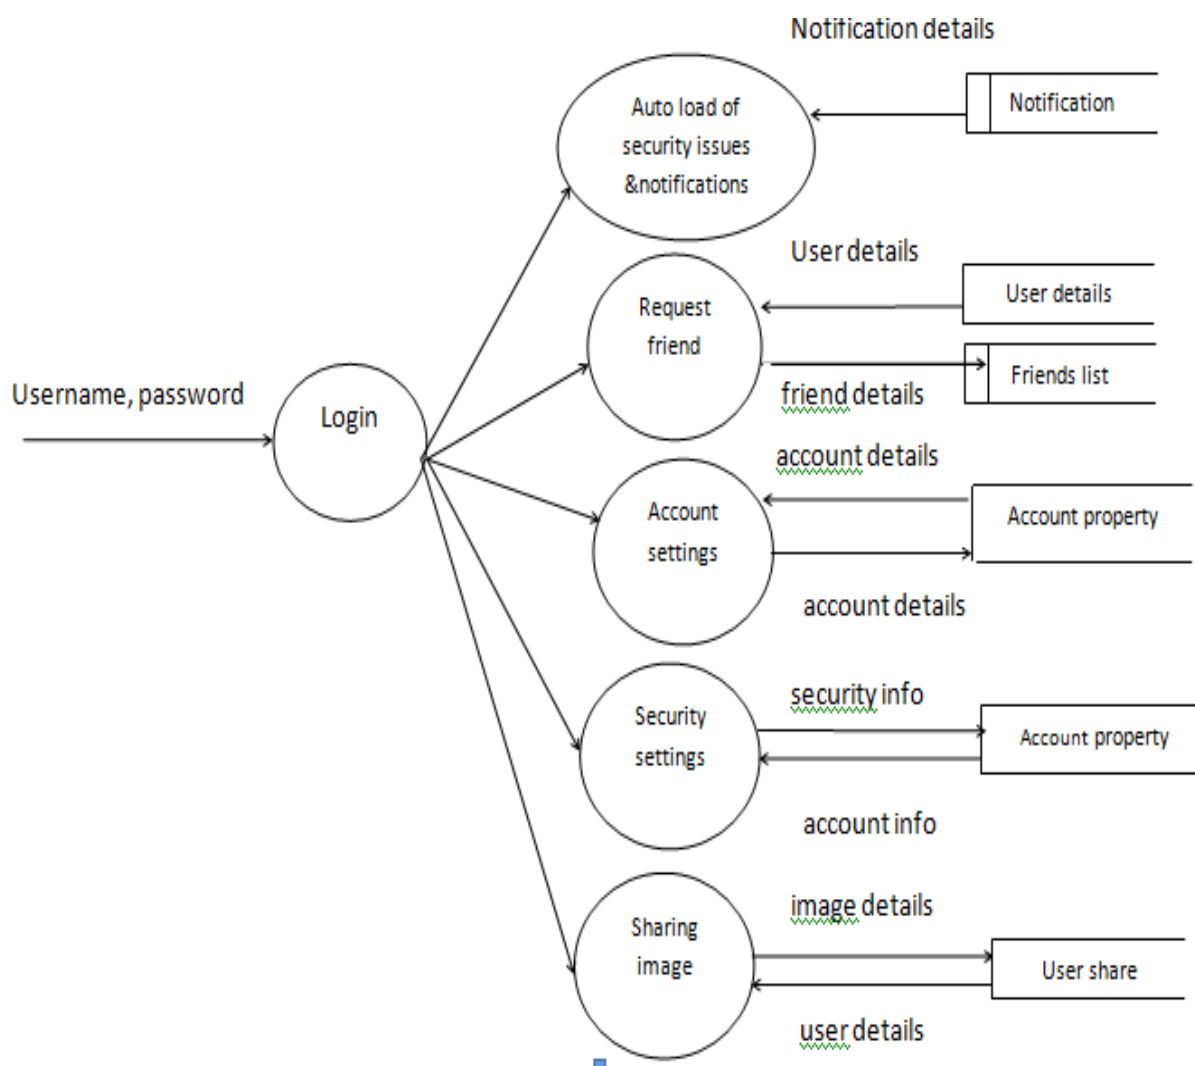 Notification details
Auto load of
security issues
&notifications
Notification
User details
Request
friend
User details
Friends list
friend details
Username, password
Login
account details
Account
settings
Account property
account details
security info
Security
settings
Account property
account info
image details
Sharing
image
User share
user details